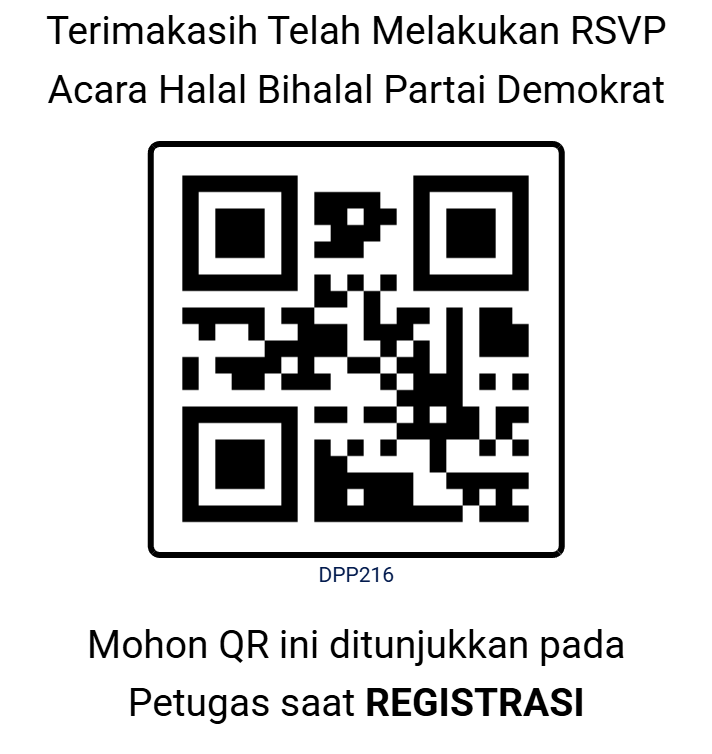 Terimakasih Telah Melakukan RSVP
Acara Halal Bihalal Partai Demokrat
DPP216
Mohon QR ini ditunjukkan pada
Petugas saat REGISTRASI